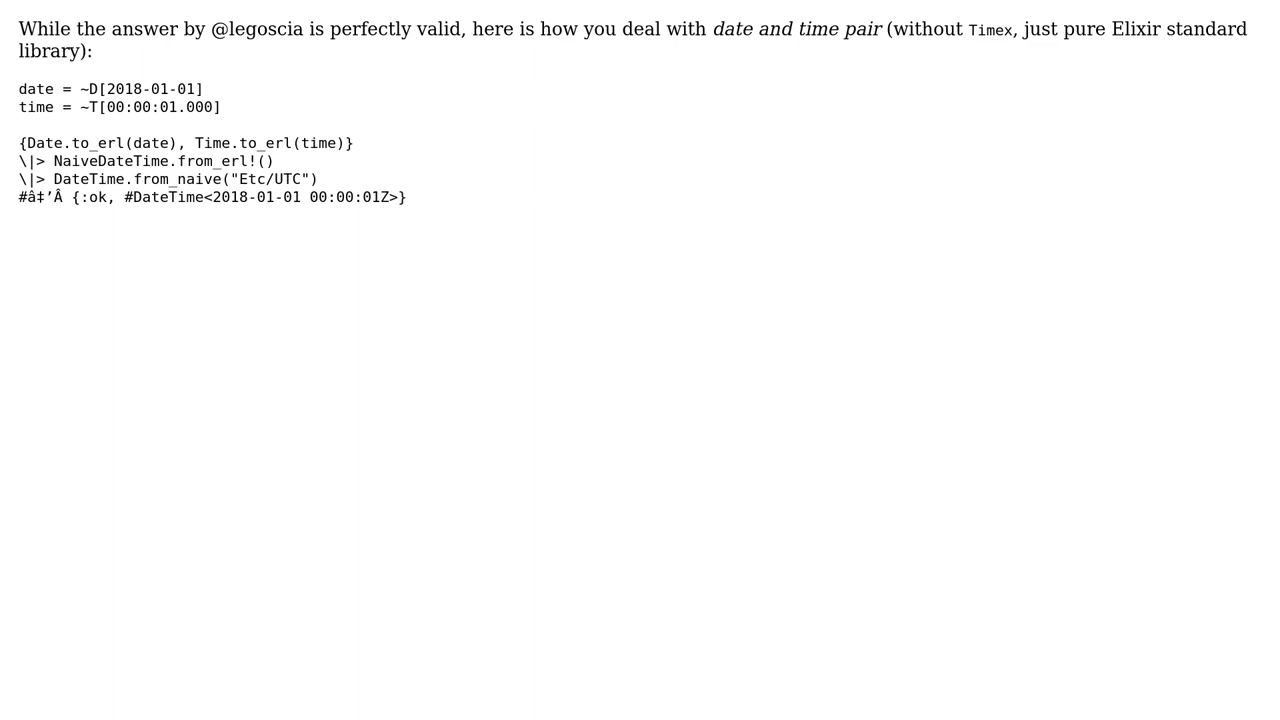 While the answer by @legoscia is perfectly valid, here is how you deal with date and time pair (without Timex, just pure Elixir standard
library):
date = ~D[2018-01-01]
time = ~T[00:00:01.000]
{Date.to_erl(date), Time.to_erl(time)}
\|> NaiveDateTime.from_erl!()
\|> DateTime.from_naive("Etc/UTC")
#â‡’Â {:ok, #DateTime<2018-01-01 00:00:01Z>}